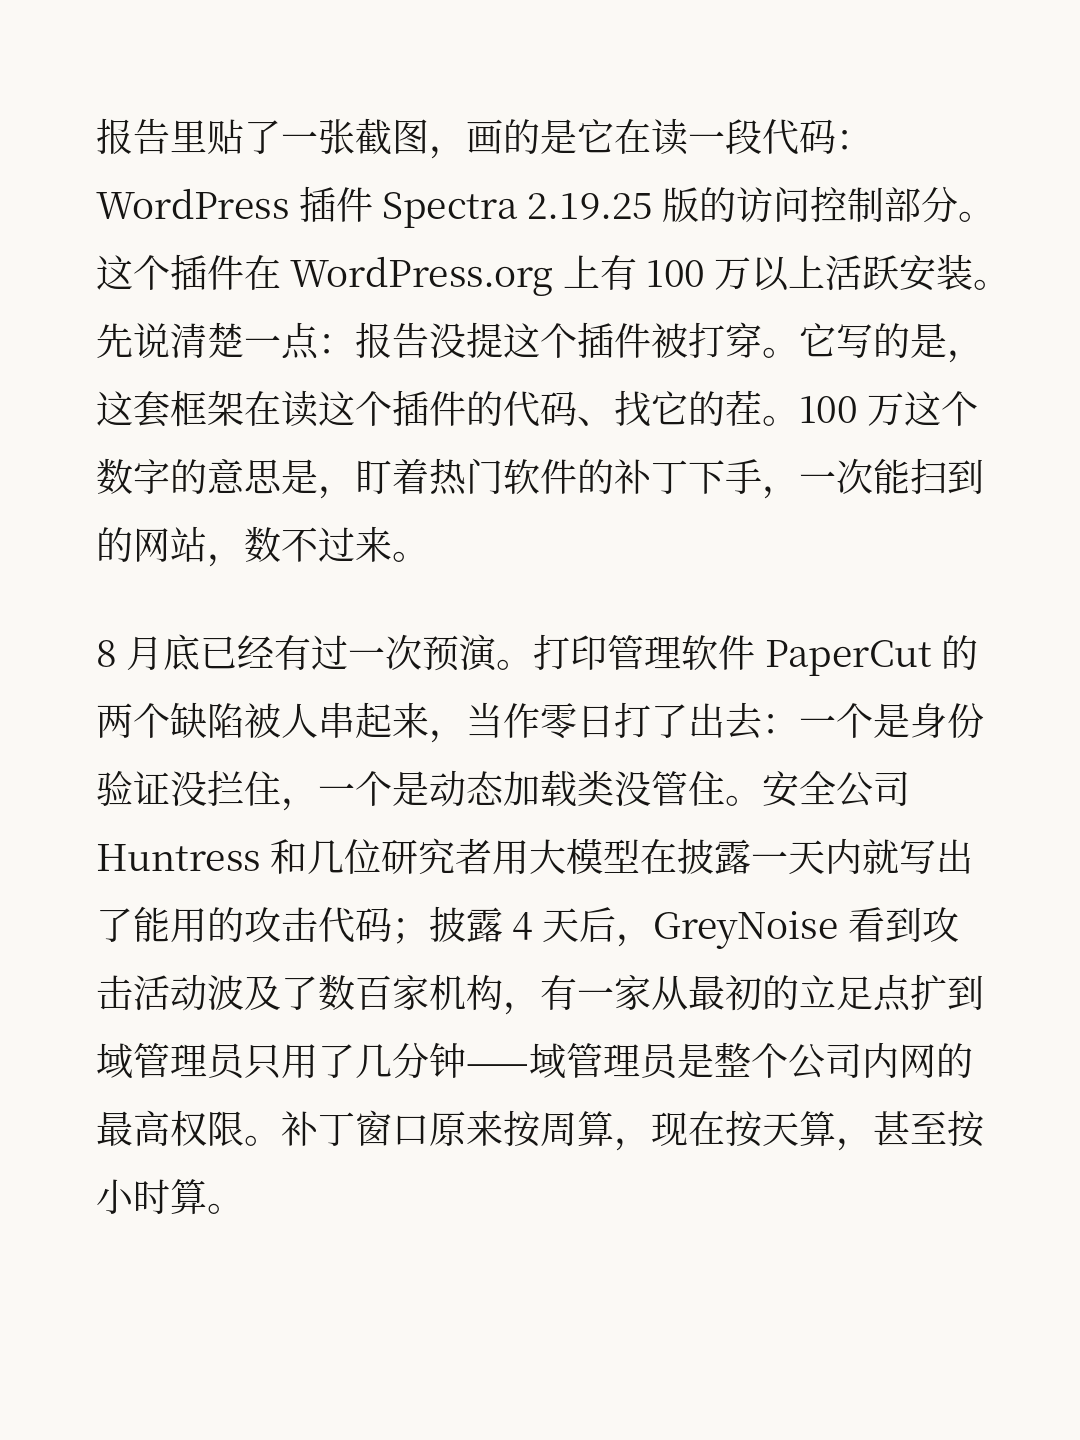 报告里贴了一张截图，画的是它在读一段代码：
WordPress 插件 Spectra 2.19.25 版的访问控制部分。
这个插件在 WordPress.org 上有 100 万以上活跃安装。
先说清楚一点：报告没提这个插件被打穿。它写的是，
这套框架在读这个插件的代码、找它的茬。100 万这个
数字的意思是，盯着热门软件的补丁下手，一次能扫到
的网站，数不过来。
8 月底已经有过一次预演。打印管理软件 PaperCut 的
两个缺陷被人串起来，当作零日打了出去：一个是身份
验证没拦住，一个是动态加载类没管住。安全公司
Huntress 和几位研究者用大模型在披露一天内就写出
了能用的攻击代码；披露 4 天后，GreyNoise 看到攻
击活动波及了数百家机构，有一家从最初的立足点扩到
域管理员只用了几分钟——域管理员是整个公司内网的
最高权限。补丁窗口原来按周算，现在按天算，甚至按
小时算。